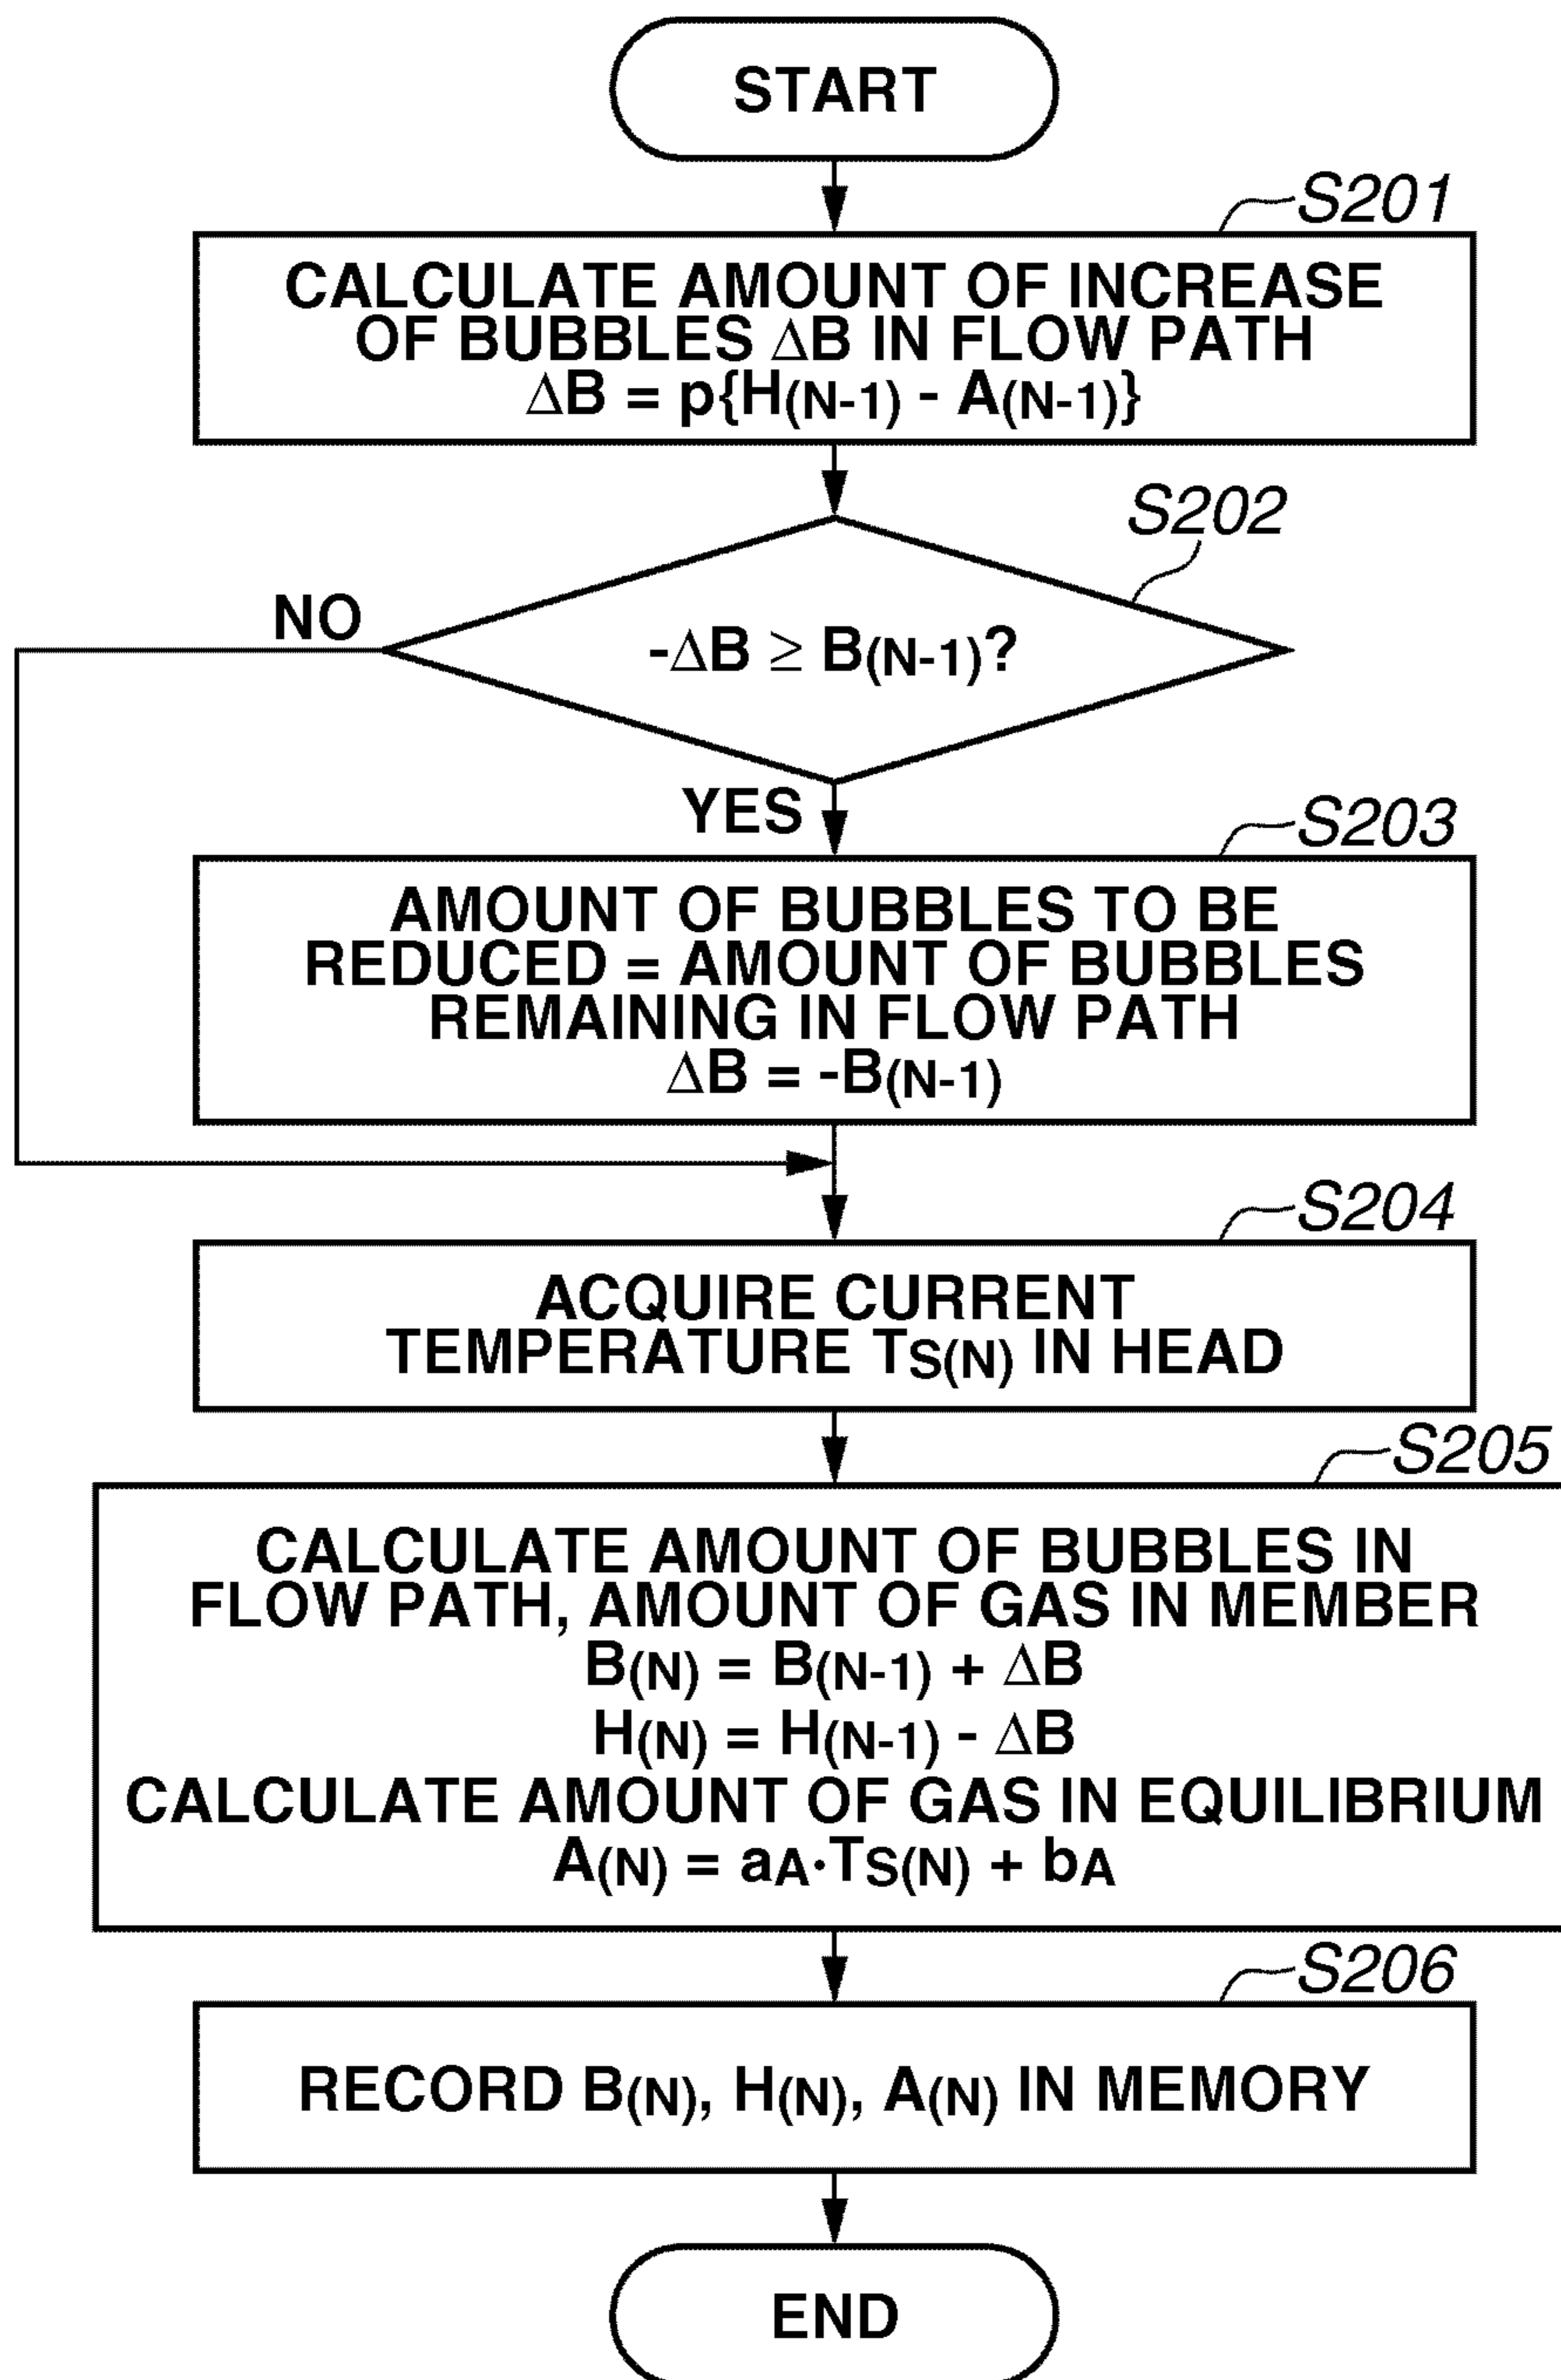 START
S201
CALCULATE AMOUNT OF INCREASE
OF BUBBLES ΔB IN FLOW PATH
ΔB = p{H(N-1) - A(N-1)}
S202
NO
-ΔB ≥ B(N-1)?
YES
S203
AMOUNT OF BUBBLES TO BE
REDUCED = AMOUNT OF BUBBLES
REMAINING IN FLOW PATH
ΔB = -B(N-1)
S204
ACQUIRE CURRENT
TEMPERATURE TS(N) IN HEAD
S205
CALCULATE AMOUNT OF BUBBLES IN
FLOW PATH, AMOUNT OF GAS IN MEMBER
B(N) = B(N-1) + ΔB
H(N) = H(N-1) - ΔB
CALCULATE AMOUNT OF GAS IN EQUILIBRIUM
A(N) = aA·TS(N) + bA
S206
RECORD B(N), H(N), A(N) IN MEMORY
END